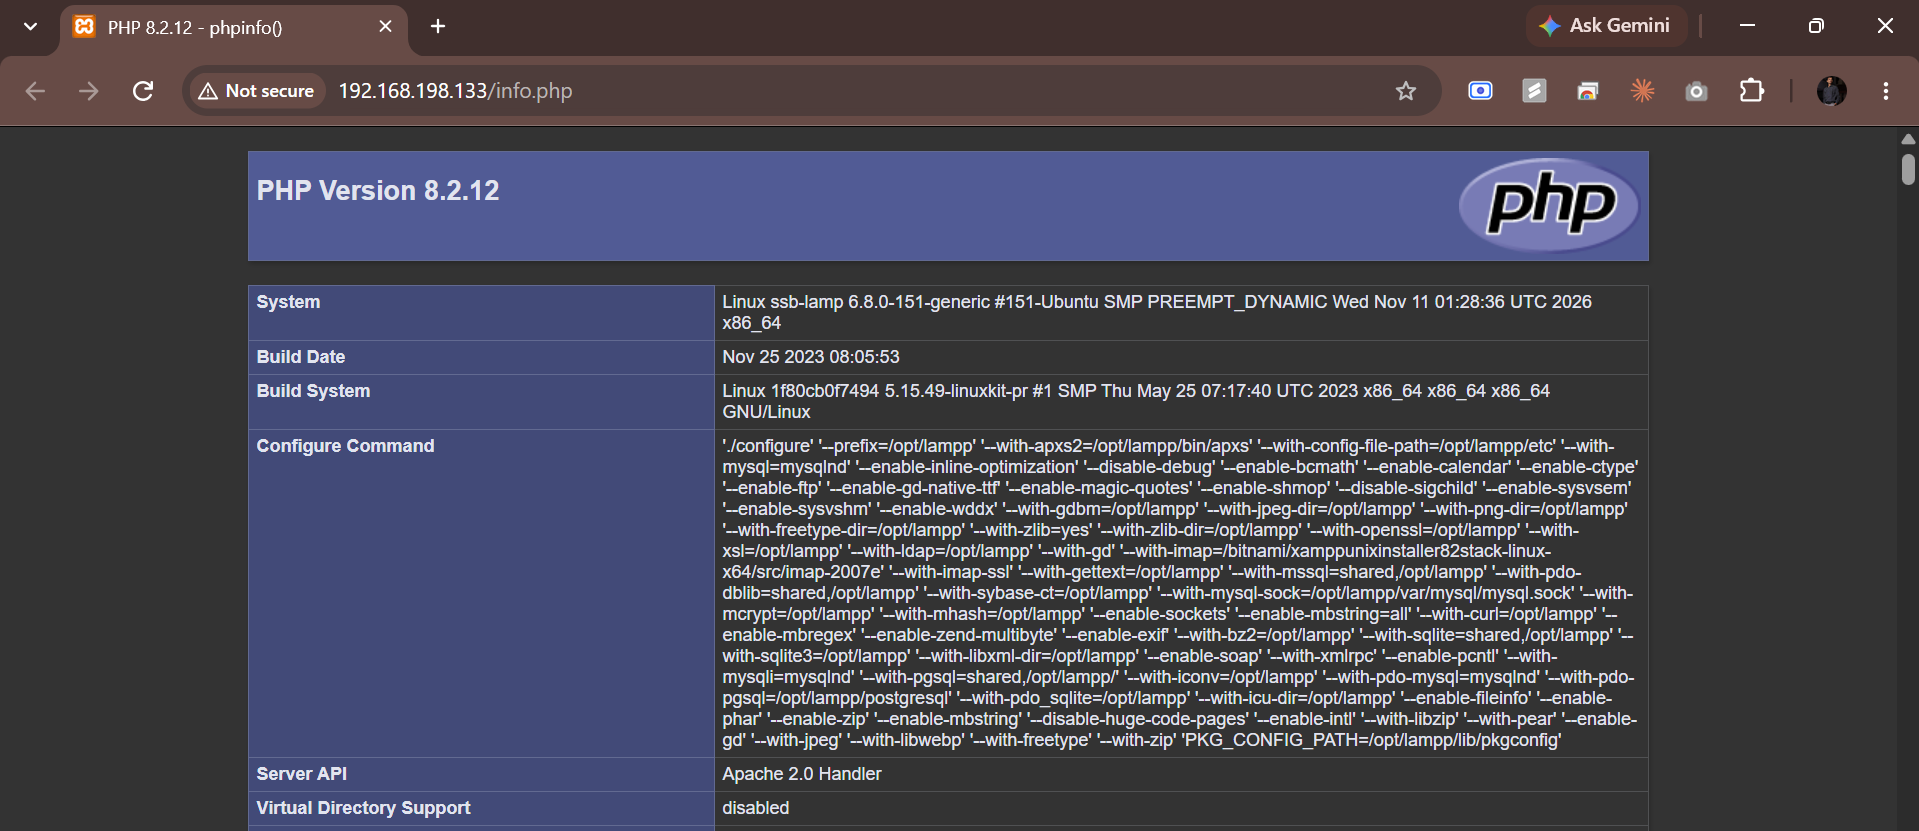 PHP 8.2.12 - phpinfo()
Ask Gemini
Not secure
192.168.198.133/info.php
PHP Version 8.2.12
php
System
Linux ssb-lamp 6.8.0-151-generic #151-Ubuntu SMP PREEMPT_DYNAMIC Wed Nov 11 01:28:36 UTC 2026
x86_64
Build Date
Nov 25 2023 08:05:53
Build System
Linux 1f80cb0f7494 5.15.49-linuxkit-pr #1 SMP Thu May 25 07:17:40 UTC 2023 x86_64 x86_64 x86_64
GNU/Linux
Configure Command
'./configure' '--prefix=/opt/lampp' '--with-apxs2=/opt/lampp/bin/apxs' '--with-config-file-path=/opt/lampp/etc' '--with-
mysql=mysqlnd' '--enable-inline-optimization' '--disable-debug' '--enable-bcmath' '--enable-calendar' '--enable-ctype'
'--enable-ftp' '--enable-gd-native-ttf' '--enable-magic-quotes' '--enable-shmop' '--disable-sigchild' '--enable-sysvsem'
'--enable-sysvshm' '--enable-wddx' '--with-gdbm=/opt/lampp' '--with-jpeg-dir=/opt/lampp' '--with-png-dir=/opt/lampp'
'--with-freetype-dir=/opt/lampp' '--with-zlib=yes' '--with-zlib-dir=/opt/lampp' '--with-openssl=/opt/lampp' '--with-
xsl=/opt/lampp' '--with-ldap=/opt/lampp' '--with-gd' '--with-imap=/bitnami/xamppunixinstaller82stack-linux-
x64/src/imap-2007e' '--with-imap-ssl' '--with-gettext=/opt/lampp' '--with-mssql=shared,/opt/lampp' '--with-pdo-
dblib=shared,/opt/lampp' '--with-sybase-ct=/opt/lampp' '--with-mysql-sock=/opt/lampp/var/mysql/mysql.sock' '--with-
mcrypt=/opt/lampp' '--with-mhash=/opt/lampp' '--enable-sockets' '--enable-mbstring=all' '--with-curl=/opt/lampp' '--
enable-mbregex' '--enable-zend-multibyte' '--enable-exif' '--with-bz2=/opt/lampp' '--with-sqlite=shared,/opt/lampp' '--
with-sqlite3=/opt/lampp' '--with-libxml-dir=/opt/lampp' '--enable-soap' '--with-xmlrpc' '--enable-pcntl' '--with-
mysqli=mysqlnd' '--with-pgsql=shared,/opt/lampp/' '--with-iconv=/opt/lampp' '--with-pdo-mysql=mysqlnd' '--with-pdo-
pgsql=/opt/lampp/postgresql' '--with-pdo_sqlite=/opt/lampp' '--with-icu-dir=/opt/lampp' '--enable-fileinfo' '--enable-
phar' '--enable-zip' '--enable-mbstring' '--disable-huge-code-pages' '--enable-intl' '--with-libzip' '--with-pear' '--enable-
gd' '--with-jpeg' '--with-libwebp' '--with-freetype' '--with-zip' 'PKG_CONFIG_PATH=/opt/lampp/lib/pkgconfig'
Server API
Apache 2.0 Handler
Virtual Directory Support
disabled